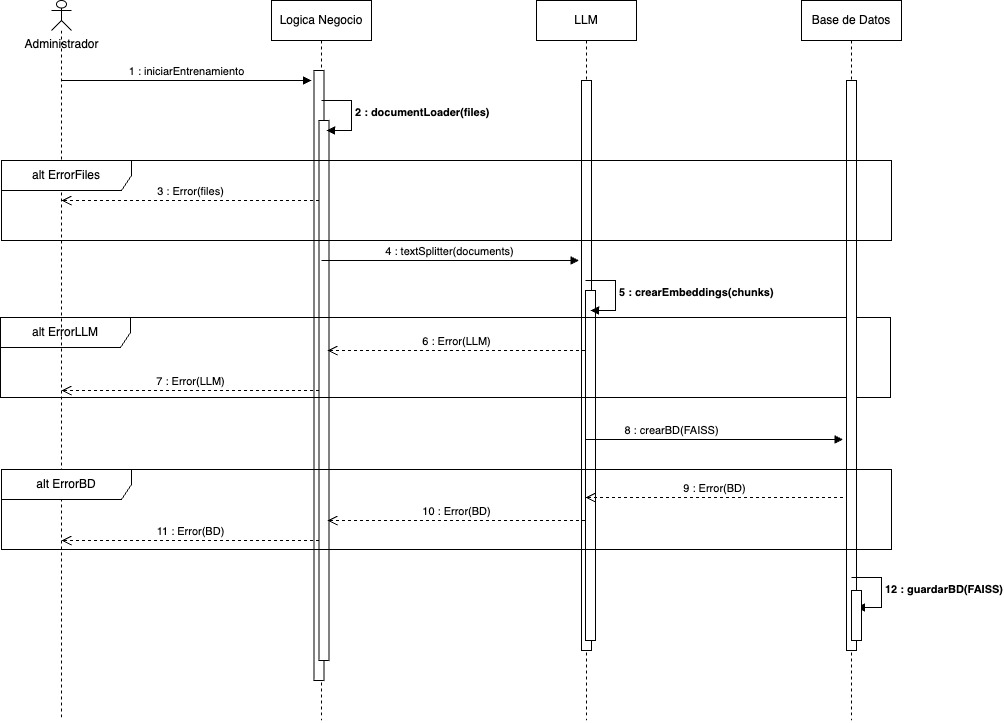 Administrador
Logica Negocio
LLM
Base de Datos
1 : iniciarEntrenamiento
2 : documentLoader(files)
alt ErrorFiles
3 : Error(files)
4 : textSplitter(documents)
5 : crearEmbeddings(chunks)
alt ErrorLLM
6 : Error(LLM)
7 : Error(LLM)
8 : crearBD(FAISS)
alt ErrorBD
9 : Error(BD)
10 : Error(BD)
11 : Error(BD)
12 : guardarBD(FAISS)